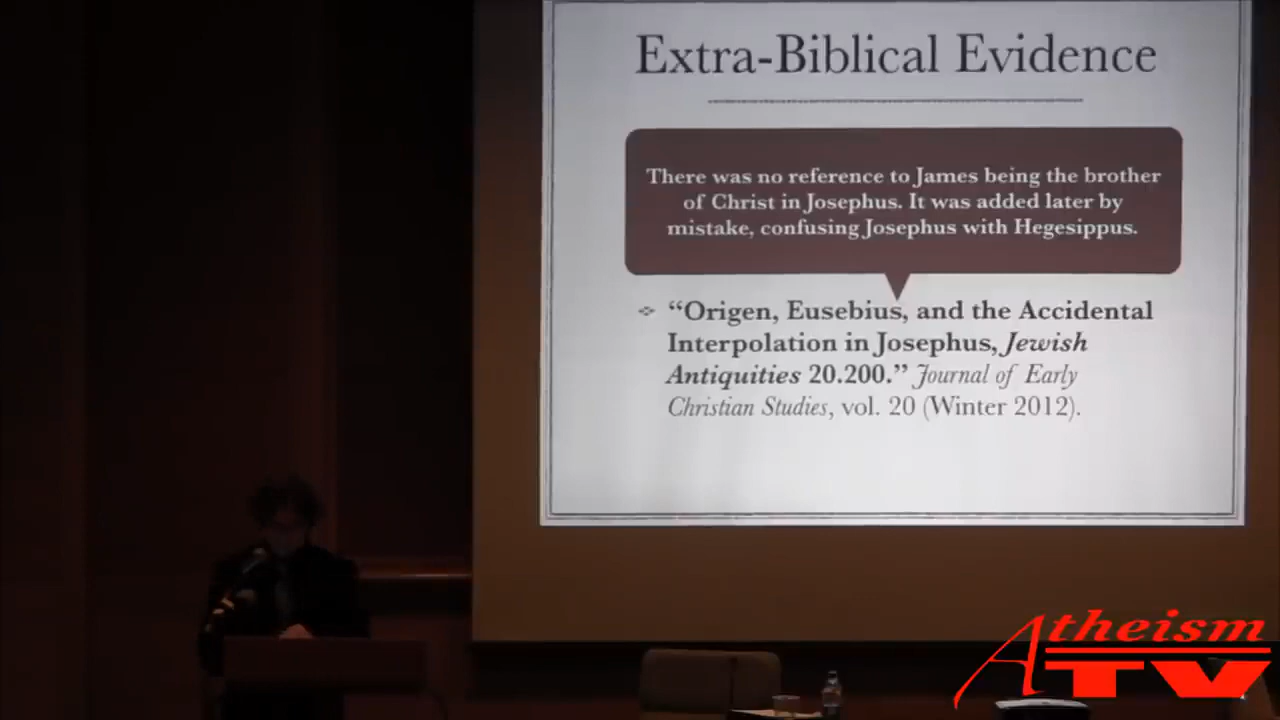 Extra-Biblical Evidence
There was no reference to James being the brother
of Christ in Josephus. It was added later by
mistake, confusing Josephus with Hegesippus.
“Origen, Eusebius, and the Accidental
Interpolation in Josephus, Jewish
Antiquities 20.200.” Journal of Early
Christian Studies, vol. 20 (Winter 2012).
Atheism
TV